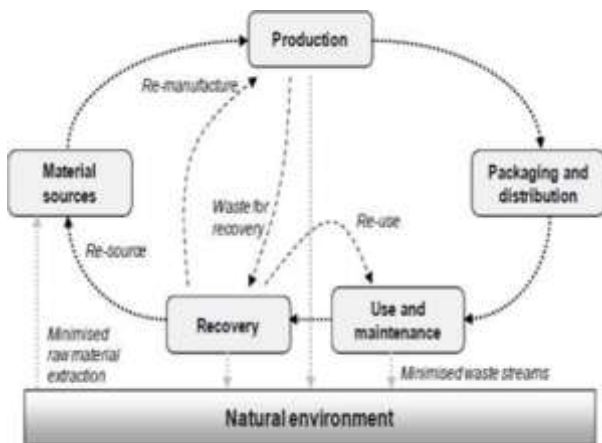 Production
Re-manufacture
Material
sources
Packaging and
distribution
Waste for
recovery
Re-use
Re-source
Recovery
Use and
maintenance
Minimised
raw material
extraction
Minimised waste streams
Natural environment